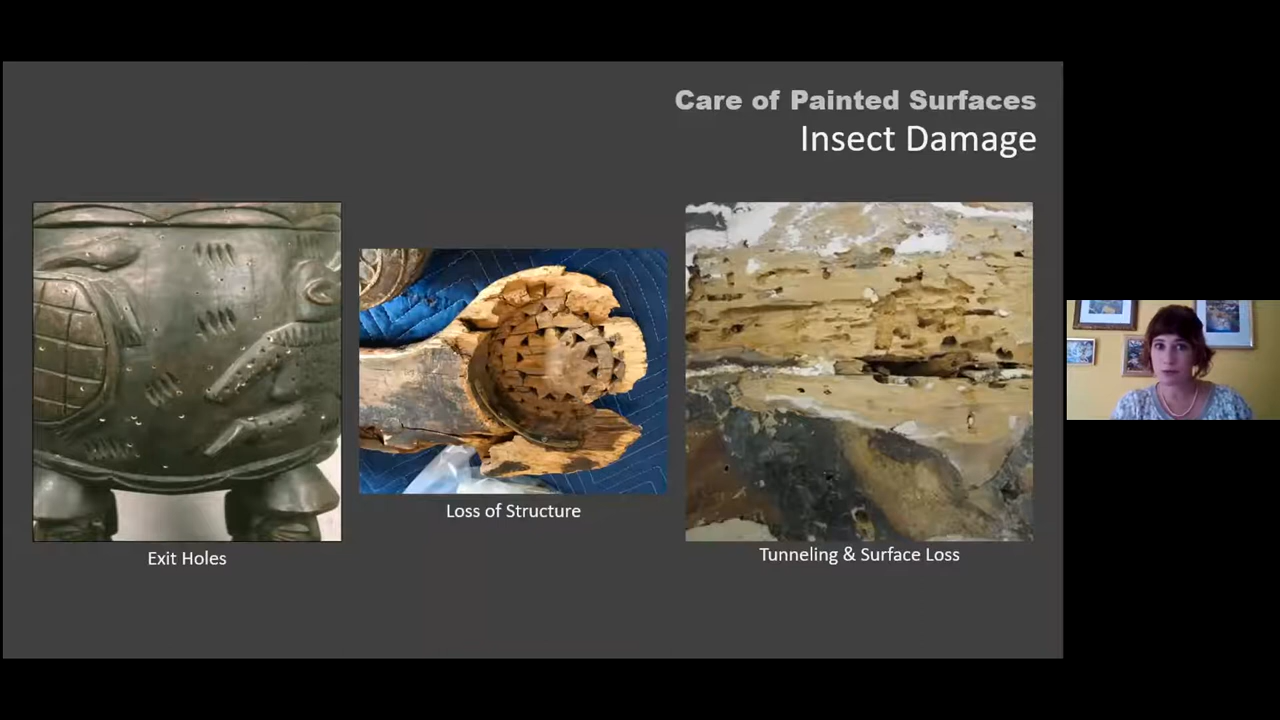 Care of Painted Surfaces
Insect Damage
Exit Holes
Loss of Structure
Tunneling & Surface Loss